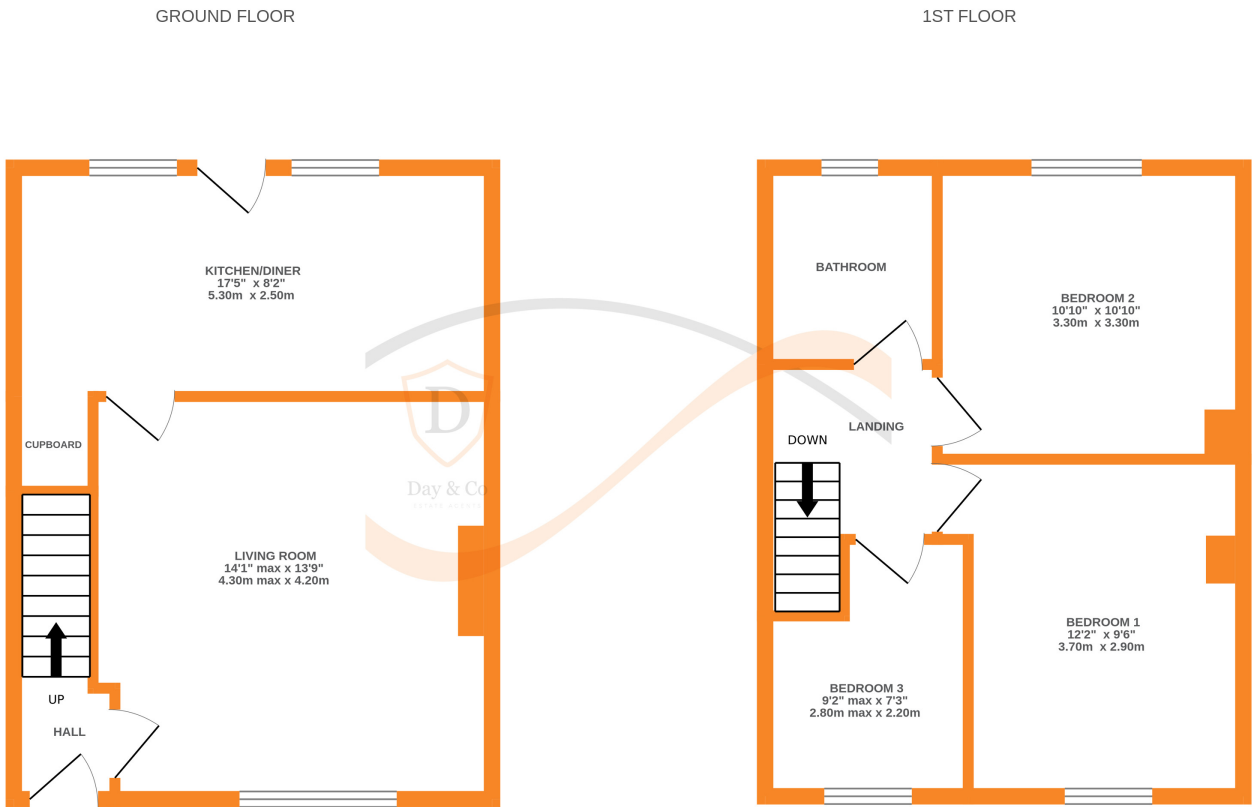 GROUND FLOOR
1ST FLOOR
KITCHEN/DINER
17'5" x 8'2"
5.30m x 2.50m
CUPBOARD
LIVING ROOM
14'1" max x 13'9"
4.30m max x 4.20m
UP
HALL
D
Day & Co
ESTATE AGENTS
BATHROOM
BEDROOM 2
10'10" x 10'10"
3.30m x 3.30m
LANDING
DOWN
BEDROOM 1
12'2" x 9'6"
3.70m x 2.90m
BEDROOM 3
9'2" max x 7'3"
2.80m max x 2.20m